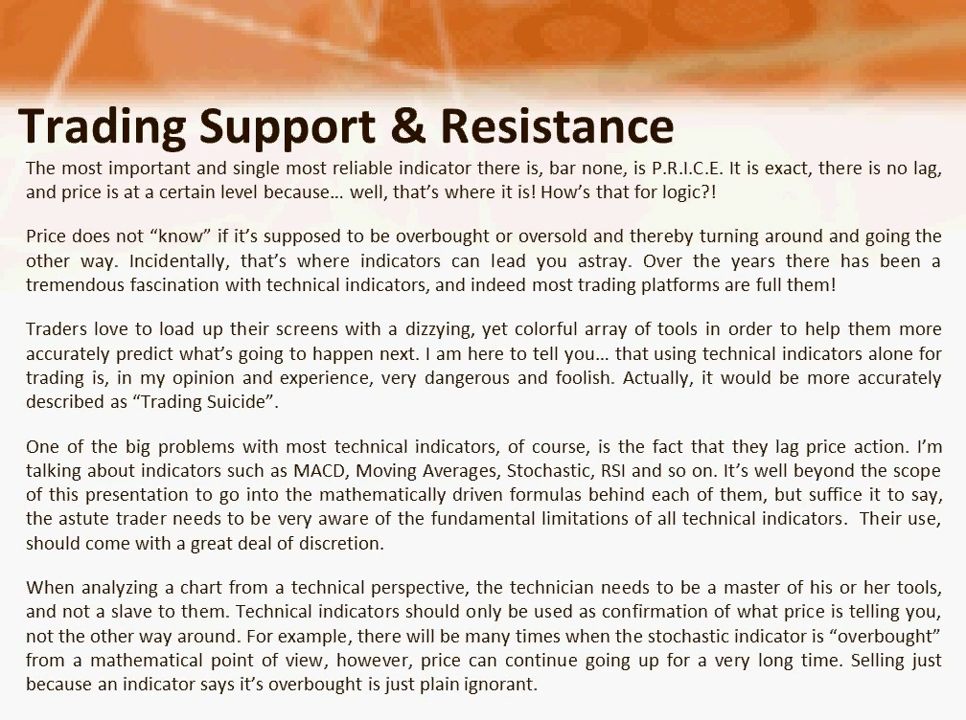 Trading Support & Resistance
The most important and single most reliable indicator there is, bar none, is P.R.I.C.E. It is exact, there is no lag,
and price is at a certain level because… well, that’s where it is! How’s that for logic?!
Price does not “know” if it’s supposed to be overbought or oversold and thereby turning around and going the
other way. Incidentally, that’s where indicators can lead you astray. Over the years there has been a
tremendous fascination with technical indicators, and indeed most trading platforms are full them!
Traders love to load up their screens with a dizzying, yet colorful array of tools in order to help them more
accurately predict what’s going to happen next. I am here to tell you… that using technical indicators alone for
trading is, in my opinion and experience, very dangerous and foolish. Actually, it would be more accurately
described as “Trading Suicide”.
One of the big problems with most technical indicators, of course, is the fact that they lag price action. I’m
talking about indicators such as MACD, Moving Averages, Stochastic, RSI and so on. It’s well beyond the scope
of this presentation to go into the mathematically driven formulas behind each of them, but suffice it to say,
the astute trader needs to be very aware of the fundamental limitations of all technical indicators. Their use,
should come with a great deal of discretion.
When analyzing a chart from a technical perspective, the technician needs to be a master of his or her tools,
and not a slave to them. Technical indicators should only be used as confirmation of what price is telling you,
not the other way around. For example, there will be many times when the stochastic indicator is “overbought”
from a mathematical point of view, however, price can continue going up for a very long time. Selling just
because an indicator says it’s overbought is just plain ignorant.